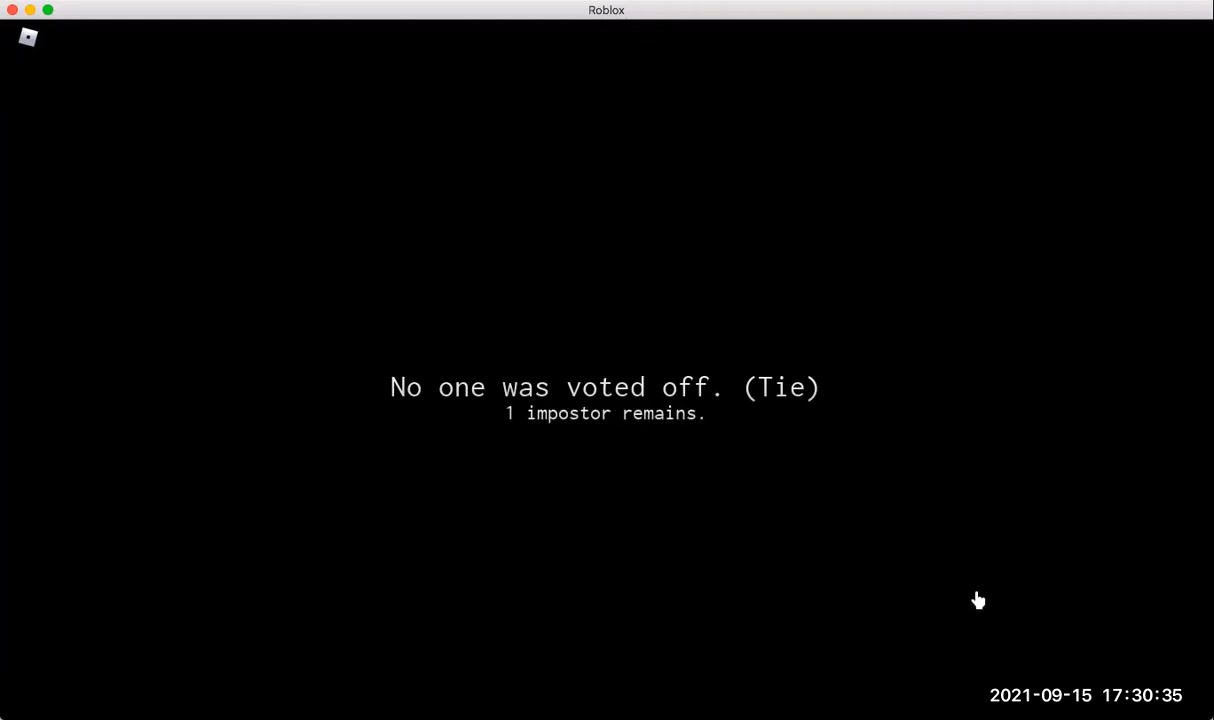 Roblox
No one was voted off. (Tie)
1 impostor remains.
2021-09-15 17:30:35